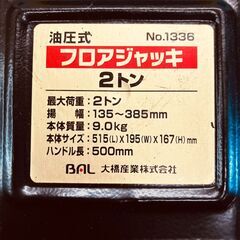 油圧式 No.1336
フロアジャッキ
2トン
最大荷重：2トン
揚　幅：135～385mm
本体質量：9.0kg
本体サイズ：515(L)×195(W)×167(H)mm
ハンドル長：500mm
BAL 大橋産業株式会社